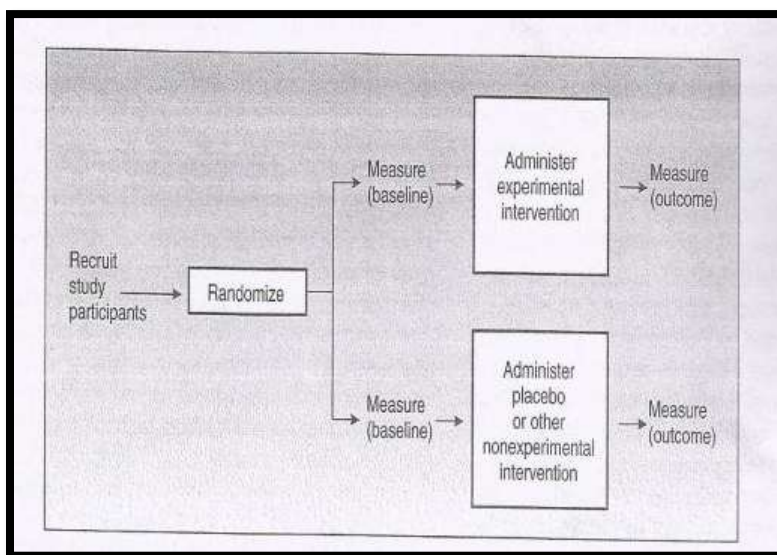 Recruit
study
participants
Randomize
Measure
(baseline)
Administer
experimental
intervention
Measure
(outcome)
Measure
(baseline)
Administer
placebo
or other
nonexperimental
intervention
Measure
(outcome)